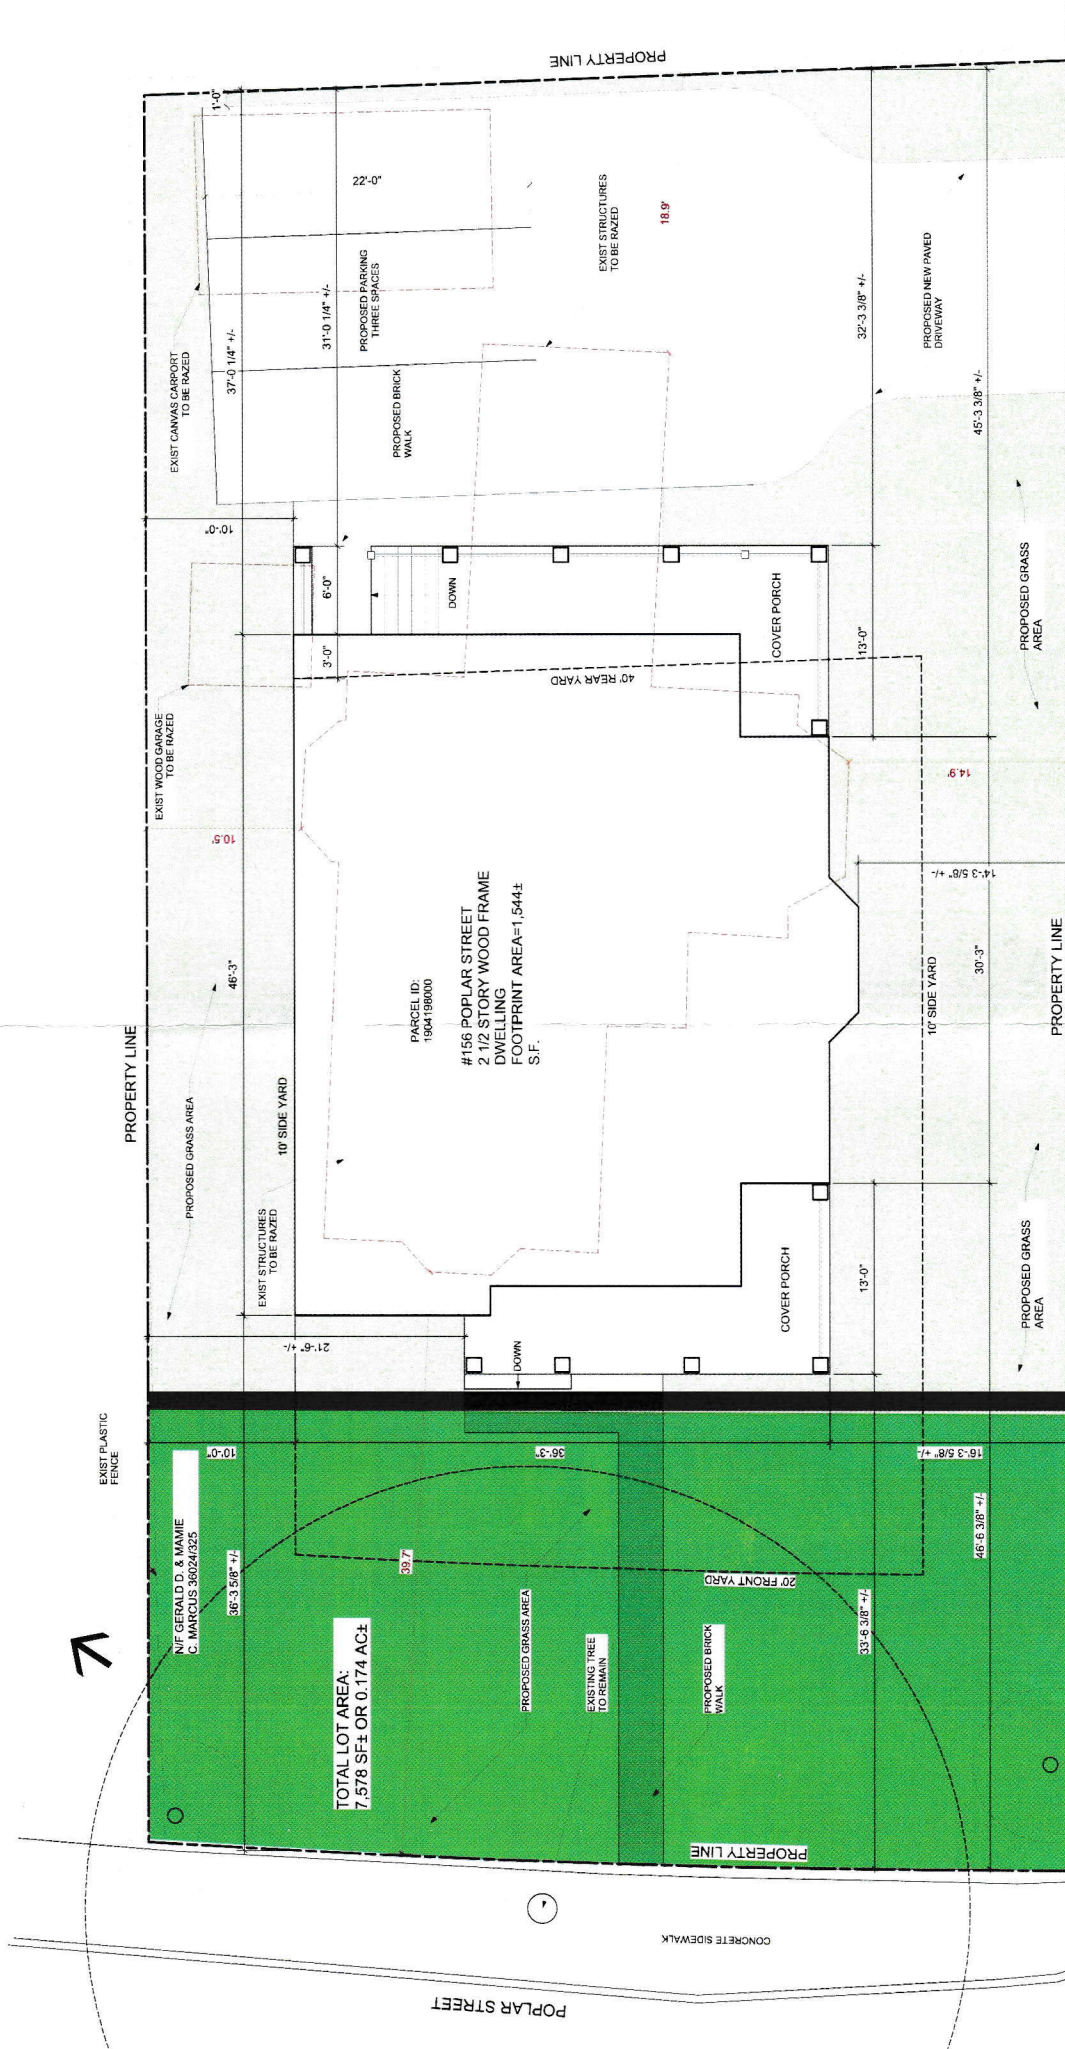 PROPERTY LINE
1'-0"
22'-0"
EXIST STRUCTURES
TO BE RAZED
18.9'
PROPOSED PARKING
THREE SPACES
31'-0 1/4" +/-
37'-0 1/4" +/-
EXIST CANVAS CARPORT
TO BE RAZED
PROPOSED BRICK
WALK
32'-3 3/8" +/-
PROPOSED NEW PAVED
DRIVEWAY
45'-3 3/8" +/-
10'-0"
6'-0"
3'-0"
DOWN
COVER PORCH
13'-0"
PROPOSED GRASS
AREA
40' REAR YARD
EXIST WOOD GARAGE
TO BE RAZED
10.5'
14.9'
14'-3 5/8" +/-
PARCEL ID:
1904198000
#156 POPLAR STREET
2 1/2 STORY WOOD FRAME
DWELLING
FOOTPRINT AREA=1,544±
S.F.
46'-3"
30'-3"
10' SIDE YARD
PROPERTY LINE
PROPERTY LINE
10' SIDE YARD
PROPOSED GRASS AREA
EXIST STRUCTURES
TO BE RAZED
COVER PORCH
13'-0"
PROPOSED GRASS
AREA
21'-6" +/-
DOWN
EXIST PLASTIC
FENCE
10'-0"
36'-3"
16'-3 5/8" +/-
N/F GERALD D. & MAMIE
C. MARCUS 36024/325
36'-3 5/8" +/-
39.7'
20' FRONT YARD
46'-6 3/8" +/-
33'-6 3/8" +/-
TOTAL LOT AREA:
7,578 SF± OR 0.174 AC±
PROPOSED GRASS AREA
EXISTING TREE
TO REMAIN
PROPOSED BRICK
WALK
PROPERTY LINE
CONCRETE SIDEWALK
POPLAR STREET